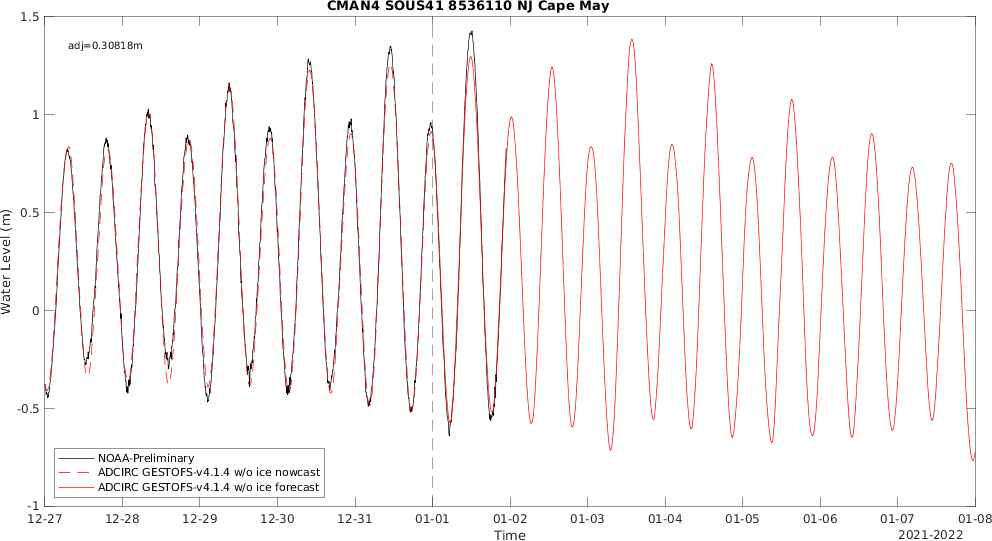 CMAN4 SOUS41 8536110 NJ Cape May
adj=0.30818m
1.5
1
0.5
0
-0.5
-1
Water Level (m)
NOAA-Preliminary
ADCIRC GESTOFS-v4.1.4 w/o ice nowcast
ADCIRC GESTOFS-v4.1.4 w/o ice forecast
12-27 12-28 12-29 12-30 12-31 01-01 01-02 01-03 01-04 01-05 01-06 01-07 01-08
Time
2021-2022